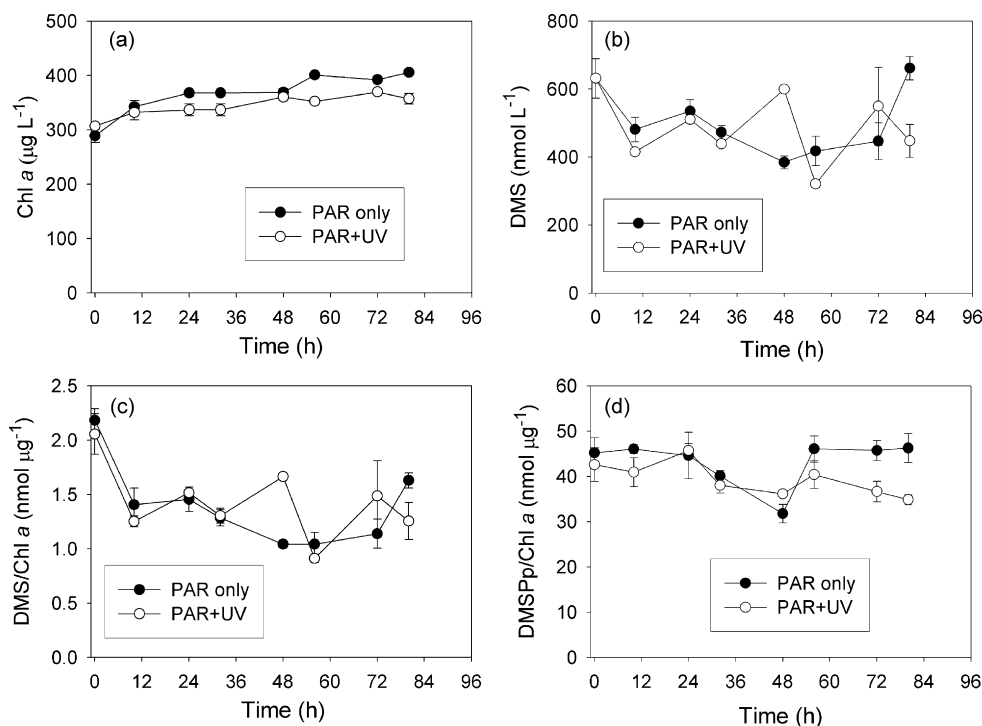 (a)
Chl a (µg L⁻¹)
500
400
300
200
100
0
PAR only
PAR+UV
0 12 24 36 48 60 72 84 96
Time (h)
(b)
DMS (nmol L⁻¹)
800
600
400
200
0
PAR only
PAR+UV
0 12 24 36 48 60 72 84 96
Time (h)
(c)
DMS/Chl a (nmol µg⁻¹)
2.5
2.0
1.5
1.0
0.5
0.0
PAR only
PAR+UV
0 12 24 36 48 60 72 84 96
Time (h)
(d)
DMSPp/Chl a (nmol µg⁻¹)
60
50
40
30
20
10
0
PAR only
PAR+UV
0 12 24 36 48 60 72 84 96
Time (h)